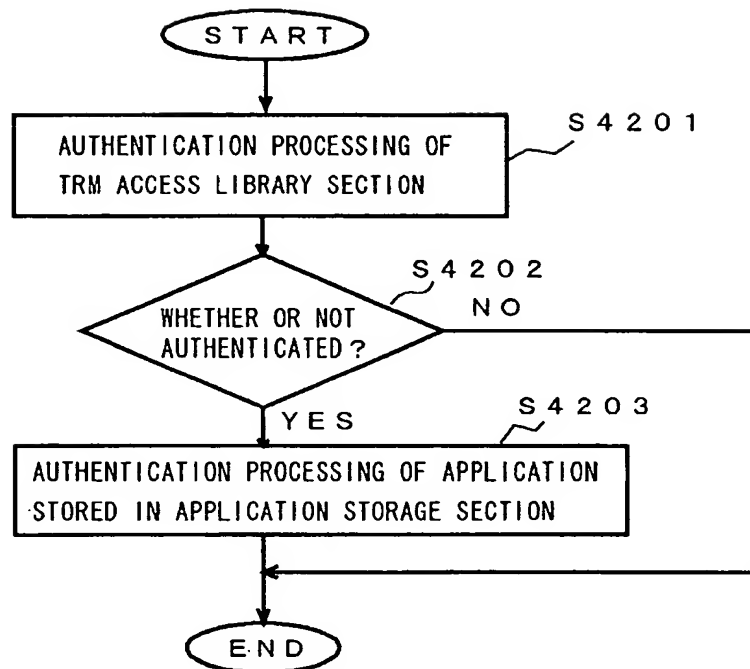 START
S4201
AUTHENTICATION PROCESSING OF
TRM ACCESS LIBRARY SECTION
S4202
NO
WHETHER OR NOT
AUTHENTICATED?
YES
S4203
AUTHENTICATION PROCESSING OF APPLICATION
STORED IN APPLICATION STORAGE SECTION
END